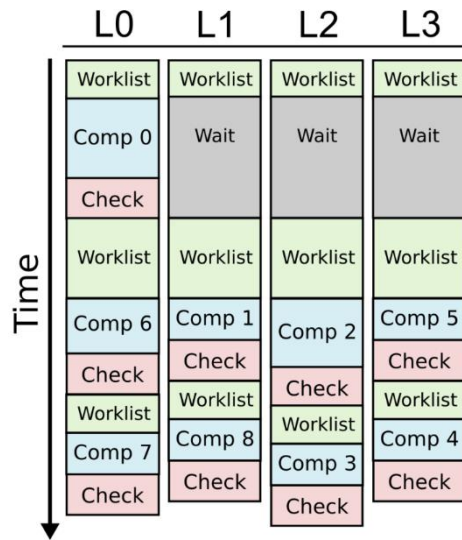 L0 L1 L2 L3
Time
Worklist Worklist Worklist Worklist
Comp 0 Wait Wait Wait
Check
Worklist Worklist Worklist Worklist
Comp 6 Comp 1 Comp 2 Comp 5
Check Check Check Check
Worklist Worklist Worklist Worklist
Comp 7 Comp 8 Comp 3 Comp 4
Check Check Check Check